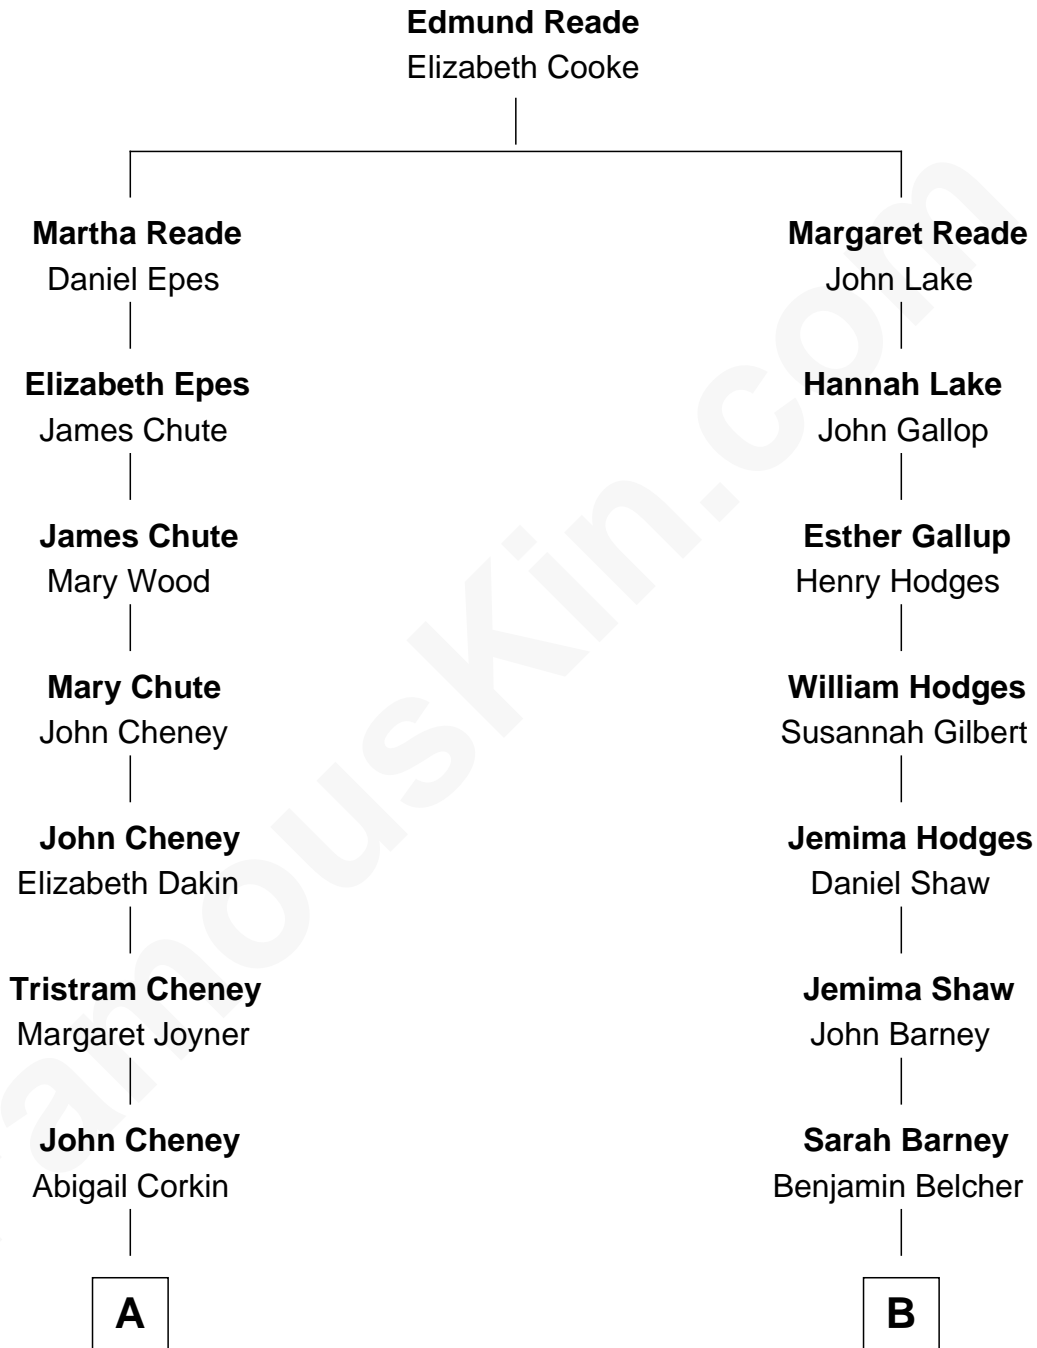 Edmund Reade
Elizabeth Cooke
Martha Reade
Daniel Epes
Margaret Reade
John Lake
Elizabeth Epes
James Chute
Hannah Lake
John Gallop
James Chute
Mary Wood
Esther Gallup
Henry Hodges
Mary Chute
John Cheney
William Hodges
Susannah Gilbert
John Cheney
Elizabeth Dakin
Jemima Hodges
Daniel Shaw
Tristram Cheney
Margaret Joyner
Jemima Shaw
John Barney
John Cheney
Abigail Corkin
Sarah Barney
Benjamin Belcher
A
B
amouskin.com